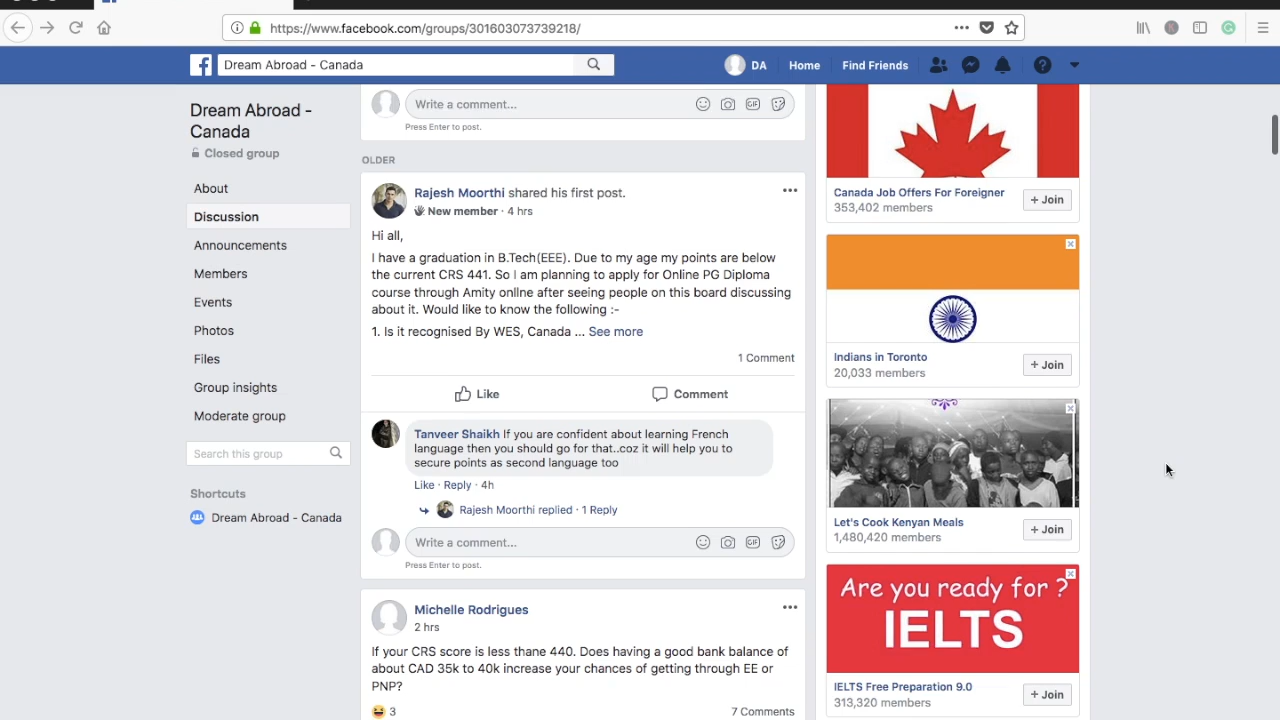 https://www.facebook.com/groups/301603073739218/
Dream Abroad - Canada
DA
Home
Find Friends
Dream Abroad -
Canada
Closed group
About
Discussion
Announcements
Members
Events
Photos
Files
Group insights
Moderate group
Search this group
Shortcuts
Dream Abroad - Canada
Write a comment...
Press Enter to post.
OLDER
Rajesh Moorthi shared his first post.
New member · 4 hrs
Hi all,
I have a graduation in B.Tech(EEE). Due to my age my points are below
the current CRS 441. So I am planning to apply for Online PG Diploma
course through Amity onlIne after seeing people on this board discussing
about it. Would like to know the following :-
1. Is it recognised By WES, Canada ... See more
1 Comment
Like
Comment
Tanveer Shaikh If you are confident about learning French
language then you should go for that..coz it will help you to
secure points as second language too
Like · Reply · 4h
Rajesh Moorthi replied · 1 Reply
Write a comment...
Press Enter to post.
Michelle Rodrigues
2 hrs
If your CRS score is less thane 440. Does having a good bank balance of
about CAD 35k to 40k increase your chances of getting through EE or
PNP?
3
7 Comments
Canada Job Offers For Foreigner
353,402 members
+ Join
Indians in Toronto
20,033 members
+ Join
Let's Cook Kenyan Meals
1,480,420 members
+ Join
Are you ready for ?
IELTS
IELTS Free Preparation 9.0
313,320 members
+ Join